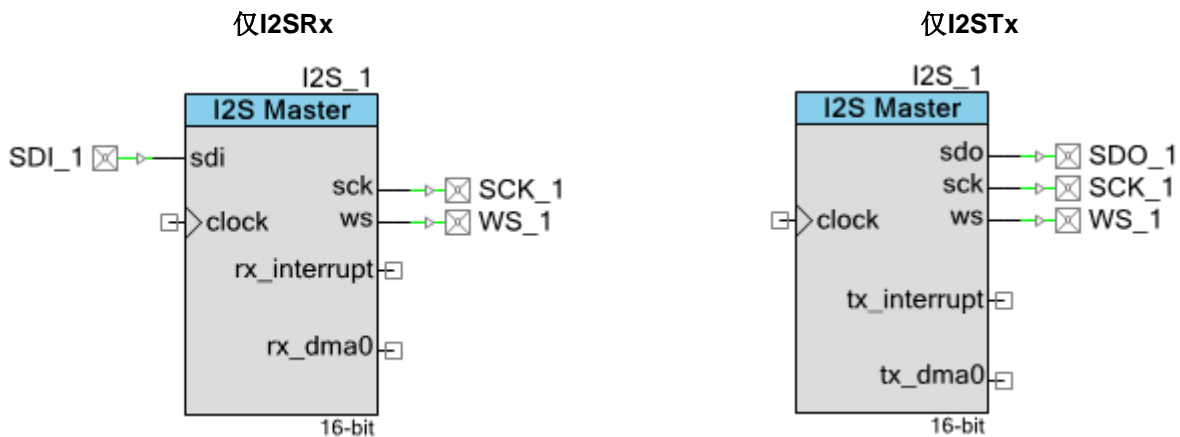 仅I2SRx
I2S_1
I2S Master
SDI_1
sdi
sck
SCK_1
clock
ws
WS_1
rx_interrupt
rx_dma0
16-bit
仅I2STx
I2S_1
I2S Master
sdo
SDO_1
sck
SCK_1
clock
ws
WS_1
tx_interrupt
tx_dma0
16-bit